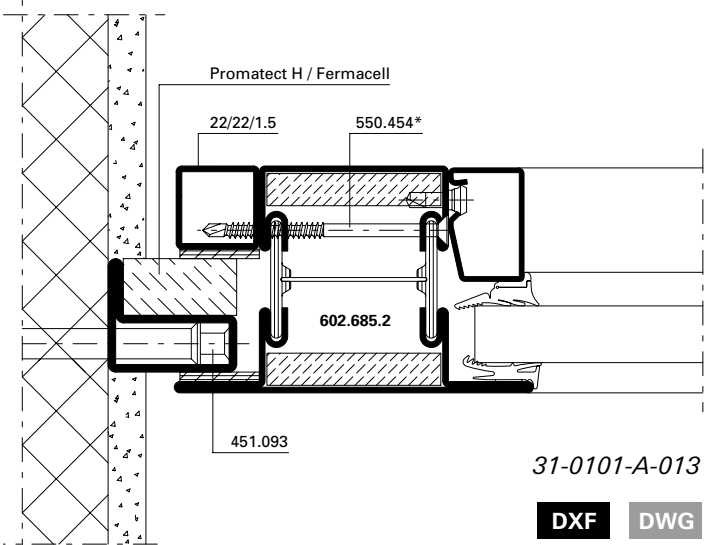 Promatect H / Fermacell
22/22/1.5
550.454*
602.685.2
451.093
31-0101-A-013
DXF
DWG